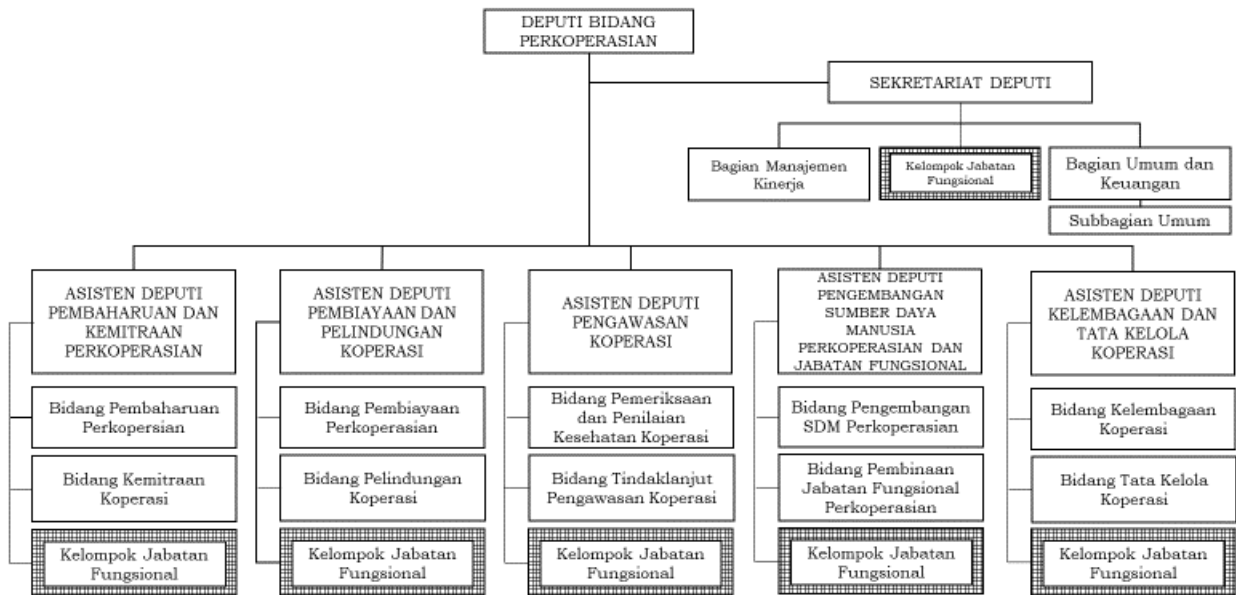 DEPUTI BIDANG
PERKOPERASIAN
SEKRETARIAT DEPUTI
Bagian Manajemen
Kinerja
Kelompok Jabatan
Fungsional
Bagian Umum dan
Keuangan
Subbagian Umum
ASISTEN DEPUTI
PEMBAHARUAN DAN
KEMITRAAN
PERKOPERASIAN
Bidang Pembaharuan
Perkopersian
Bidang Kemitraan
Koperasi
Kelompok Jabatan
Fungsional
ASISTEN DEPUTI
PEMBIAYAAN DAN
PELINDUNGAN
KOPERASI
Bidang Pembiayaan
Perkoperasian
Bidang Pelindungan
Koperasi
Kelompok Jabatan
Fungsional
ASISTEN DEPUTI
PENGAWASAN
KOPERASI
Bidang Pemeriksaan
dan Penilaian
Kesehatan Koperasi
Bidang Tindaklanjut
Pengawasan Koperasi
Kelompok Jabatan
Fungsional
ASISTEN DEPUTI
PENGEMBANGAN
SUMBER DAYA
MANUSIA
PERKOPERASIAN DAN
JABATAN FUNGSIONAL
Bidang Pengembangan
SDM Perkoperasian
Bidang Pembinaan
Jabatan Fungsional
Perkoperasian
Kelompok Jabatan
Fungsional
ASISTEN DEPUTI
KELEMBAGAAN DAN
TATA KELOLA
KOPERASI
Bidang Kelembagaan
Koperasi
Bidang Tata Kelola
Koperasi
Kelompok Jabatan
Fungsional